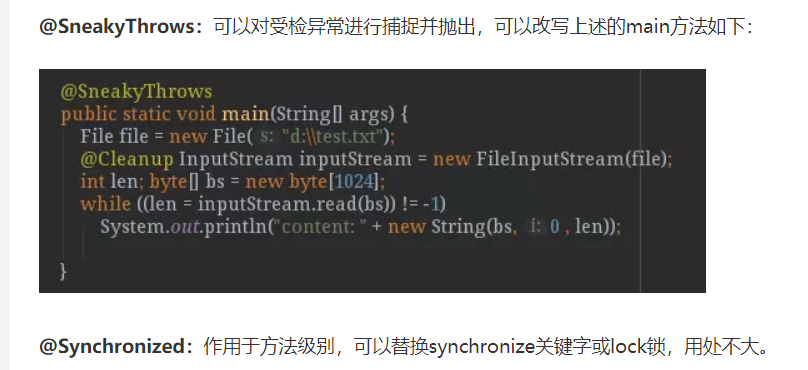 @SneakyThrows：可以对受检异常进行捕捉并抛出，可以改写上述的main方法如下：
@SneakyThrows
public static void main(String[] args) {
File file = new File( s: "d:\\test.txt");
@Cleanup InputStream inputStream = new FileInputStream(file);
int len; byte[] bs = new byte[1024];
while ((len = inputStream.read(bs)) != -1)
System.out.println("content: " + new String(bs, i: 0 , len));
}
@Synchronized：作用于方法级别，可以替换synchronize关键字或lock锁，用处不大。